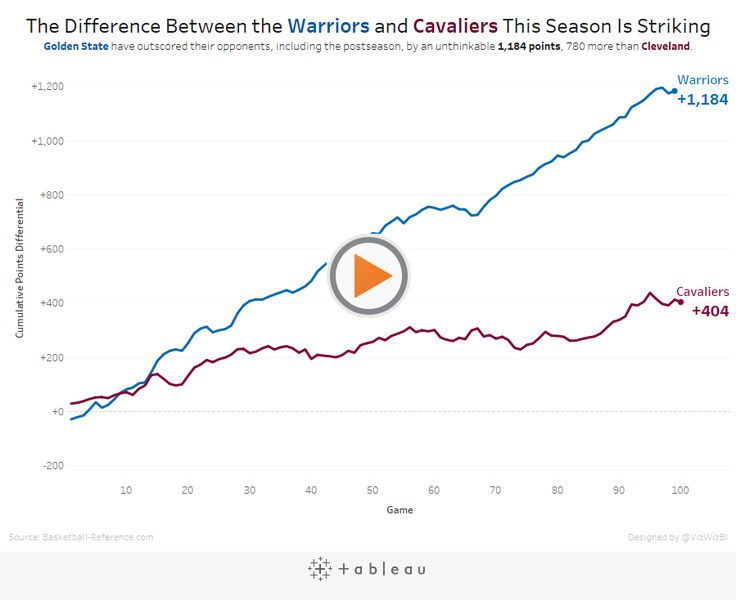 The Difference Between the Warriors and Cavaliers This Season Is Striking
Golden State have outscored their opponents, including the postseason, by an unthinkable 1,184 points, 780 more than Cleveland.
Warriors
+1,184
Cavaliers
+404
Cumulative Points Differential
+1,200
+1,000
+800
+600
+400
+200
+0
-200
10 20 30 40 50 60 70 80 90 100
Game
Source: Basketball-Reference.com
Designed by @VizWizBI
+ a b | e a u